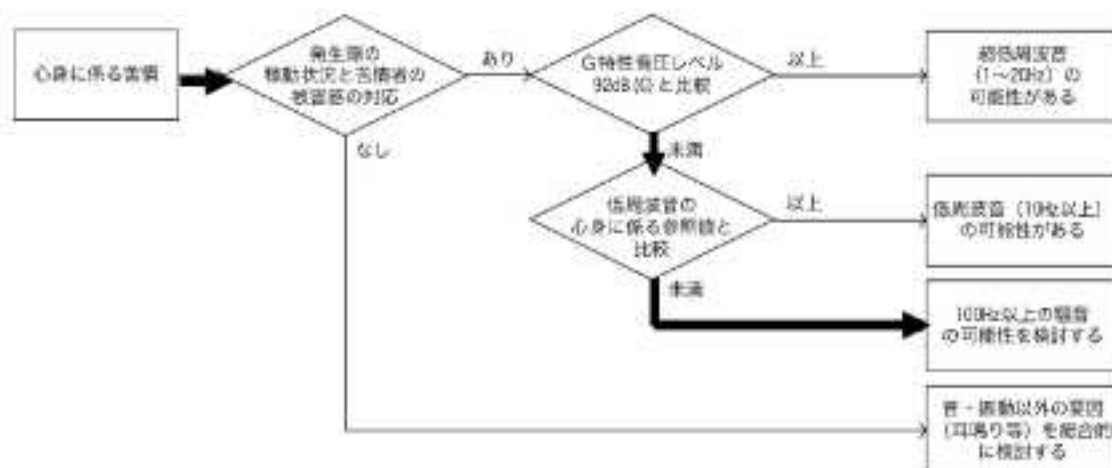 心身に係る苦情
発生源の
稼動状況と苦情者の
被害感の対応
あり
なし
G特性音圧レベル
92dB(G)と比較
以上
未満
超低周波音
(1～20Hz)の
可能性がある
低周波音の
心身に係る参照値と
比較
以上
未満
低周波音(10Hz以上)
の可能性がある
100Hz以上の騒音
の可能性を検討する
音・振動以外の要因
(耳鳴り等)を総合的
に検討する